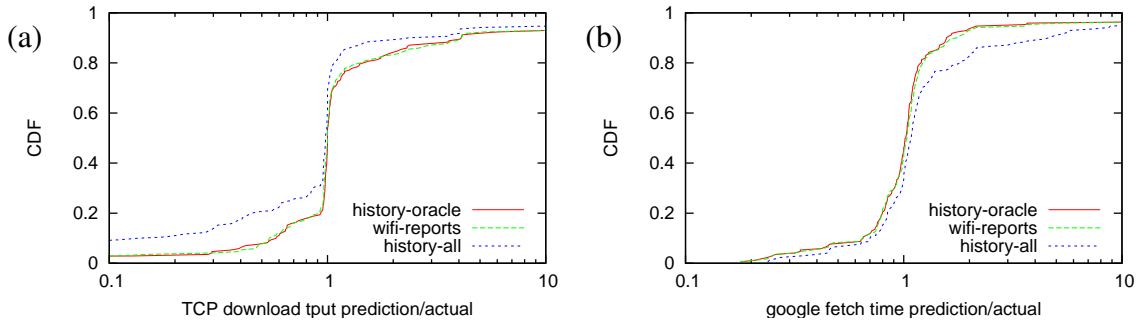 (a)
CDF
1
0.8
0.6
0.4
0.2
0
0.1
1
10
TCP download tput prediction/actual
history-oracle
wifi-reports
history-all
(b)
CDF
1
0.8
0.6
0.4
0.2
0
0.1
1
10
google fetch time prediction/actual
history-oracle
wifi-reports
history-all